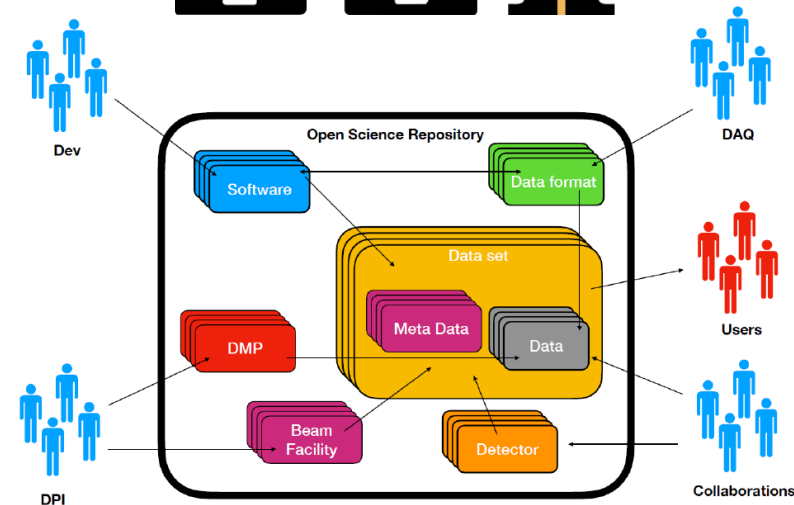 Dev
DAQ
Open Science Repository
Software
Data format
Data set
Meta Data
Data
Users
DMP
Beam
Facility
Detector
DPI
Collaborations